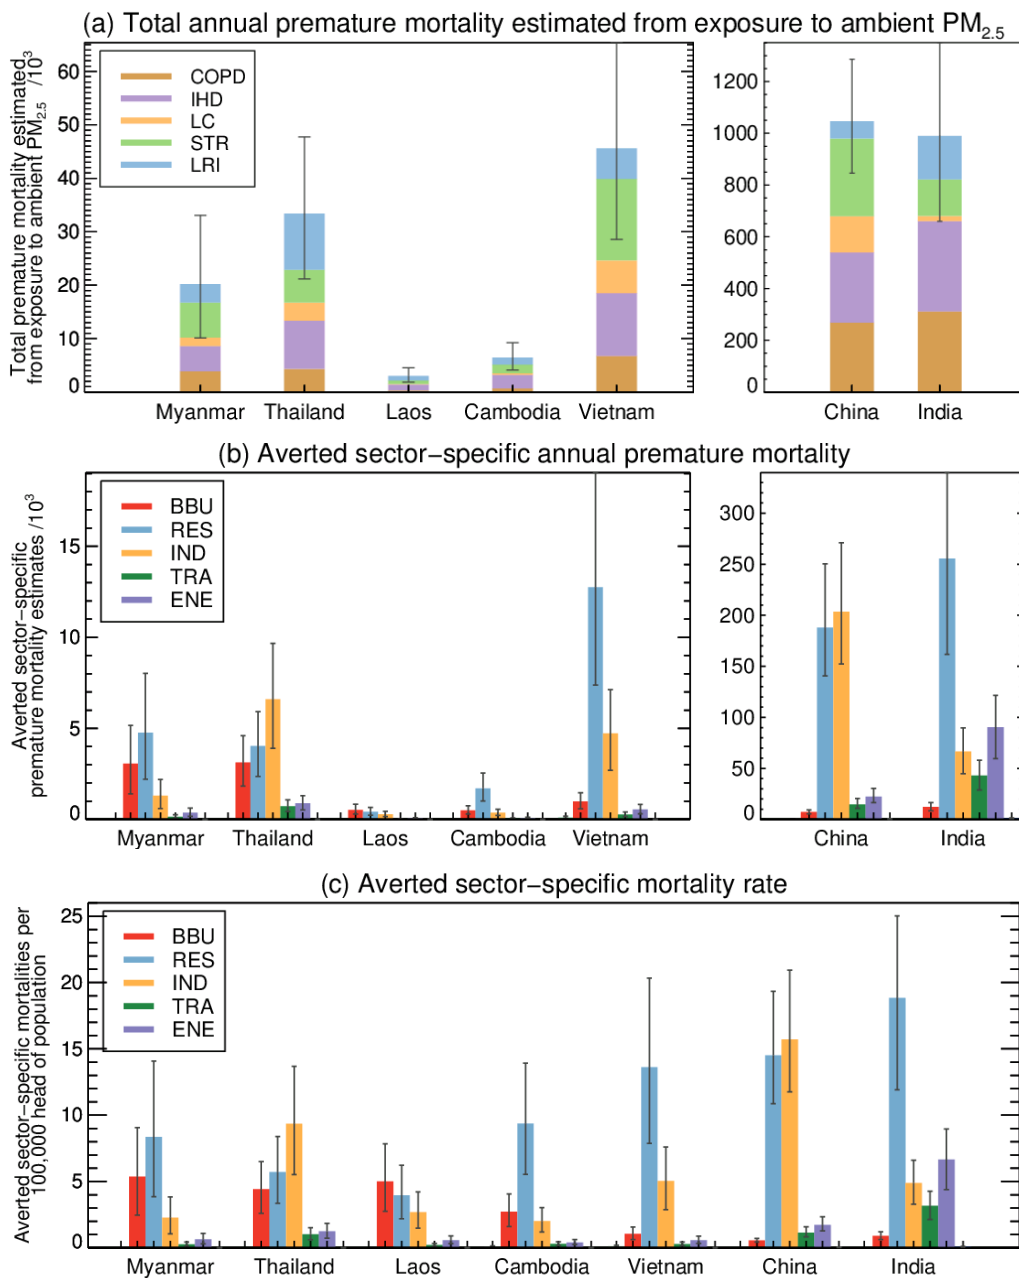 (a) Total annual premature mortality estimated from exposure to ambient PM2.5
Total premature mortality estimated
from exposure to ambient PM2.5 /10³
COPD
IHD
LC
STR
LRI
60
50
40
30
20
10
0
Myanmar Thailand Laos Cambodia Vietnam
1200
1000
800
600
400
200
0
China India
(b) Averted sector−specific annual premature mortality
Averted sector−specific
premature mortality estimates /10³
BBU
RES
IND
TRA
ENE
15
10
5
0
Myanmar Thailand Laos Cambodia Vietnam
300
250
200
150
100
50
0
China India
(c) Averted sector−specific mortality rate
Averted sector−specific mortalities per
100,000 head of population
BBU
RES
IND
TRA
ENE
25
20
15
10
5
0
Myanmar Thailand Laos Cambodia Vietnam China India